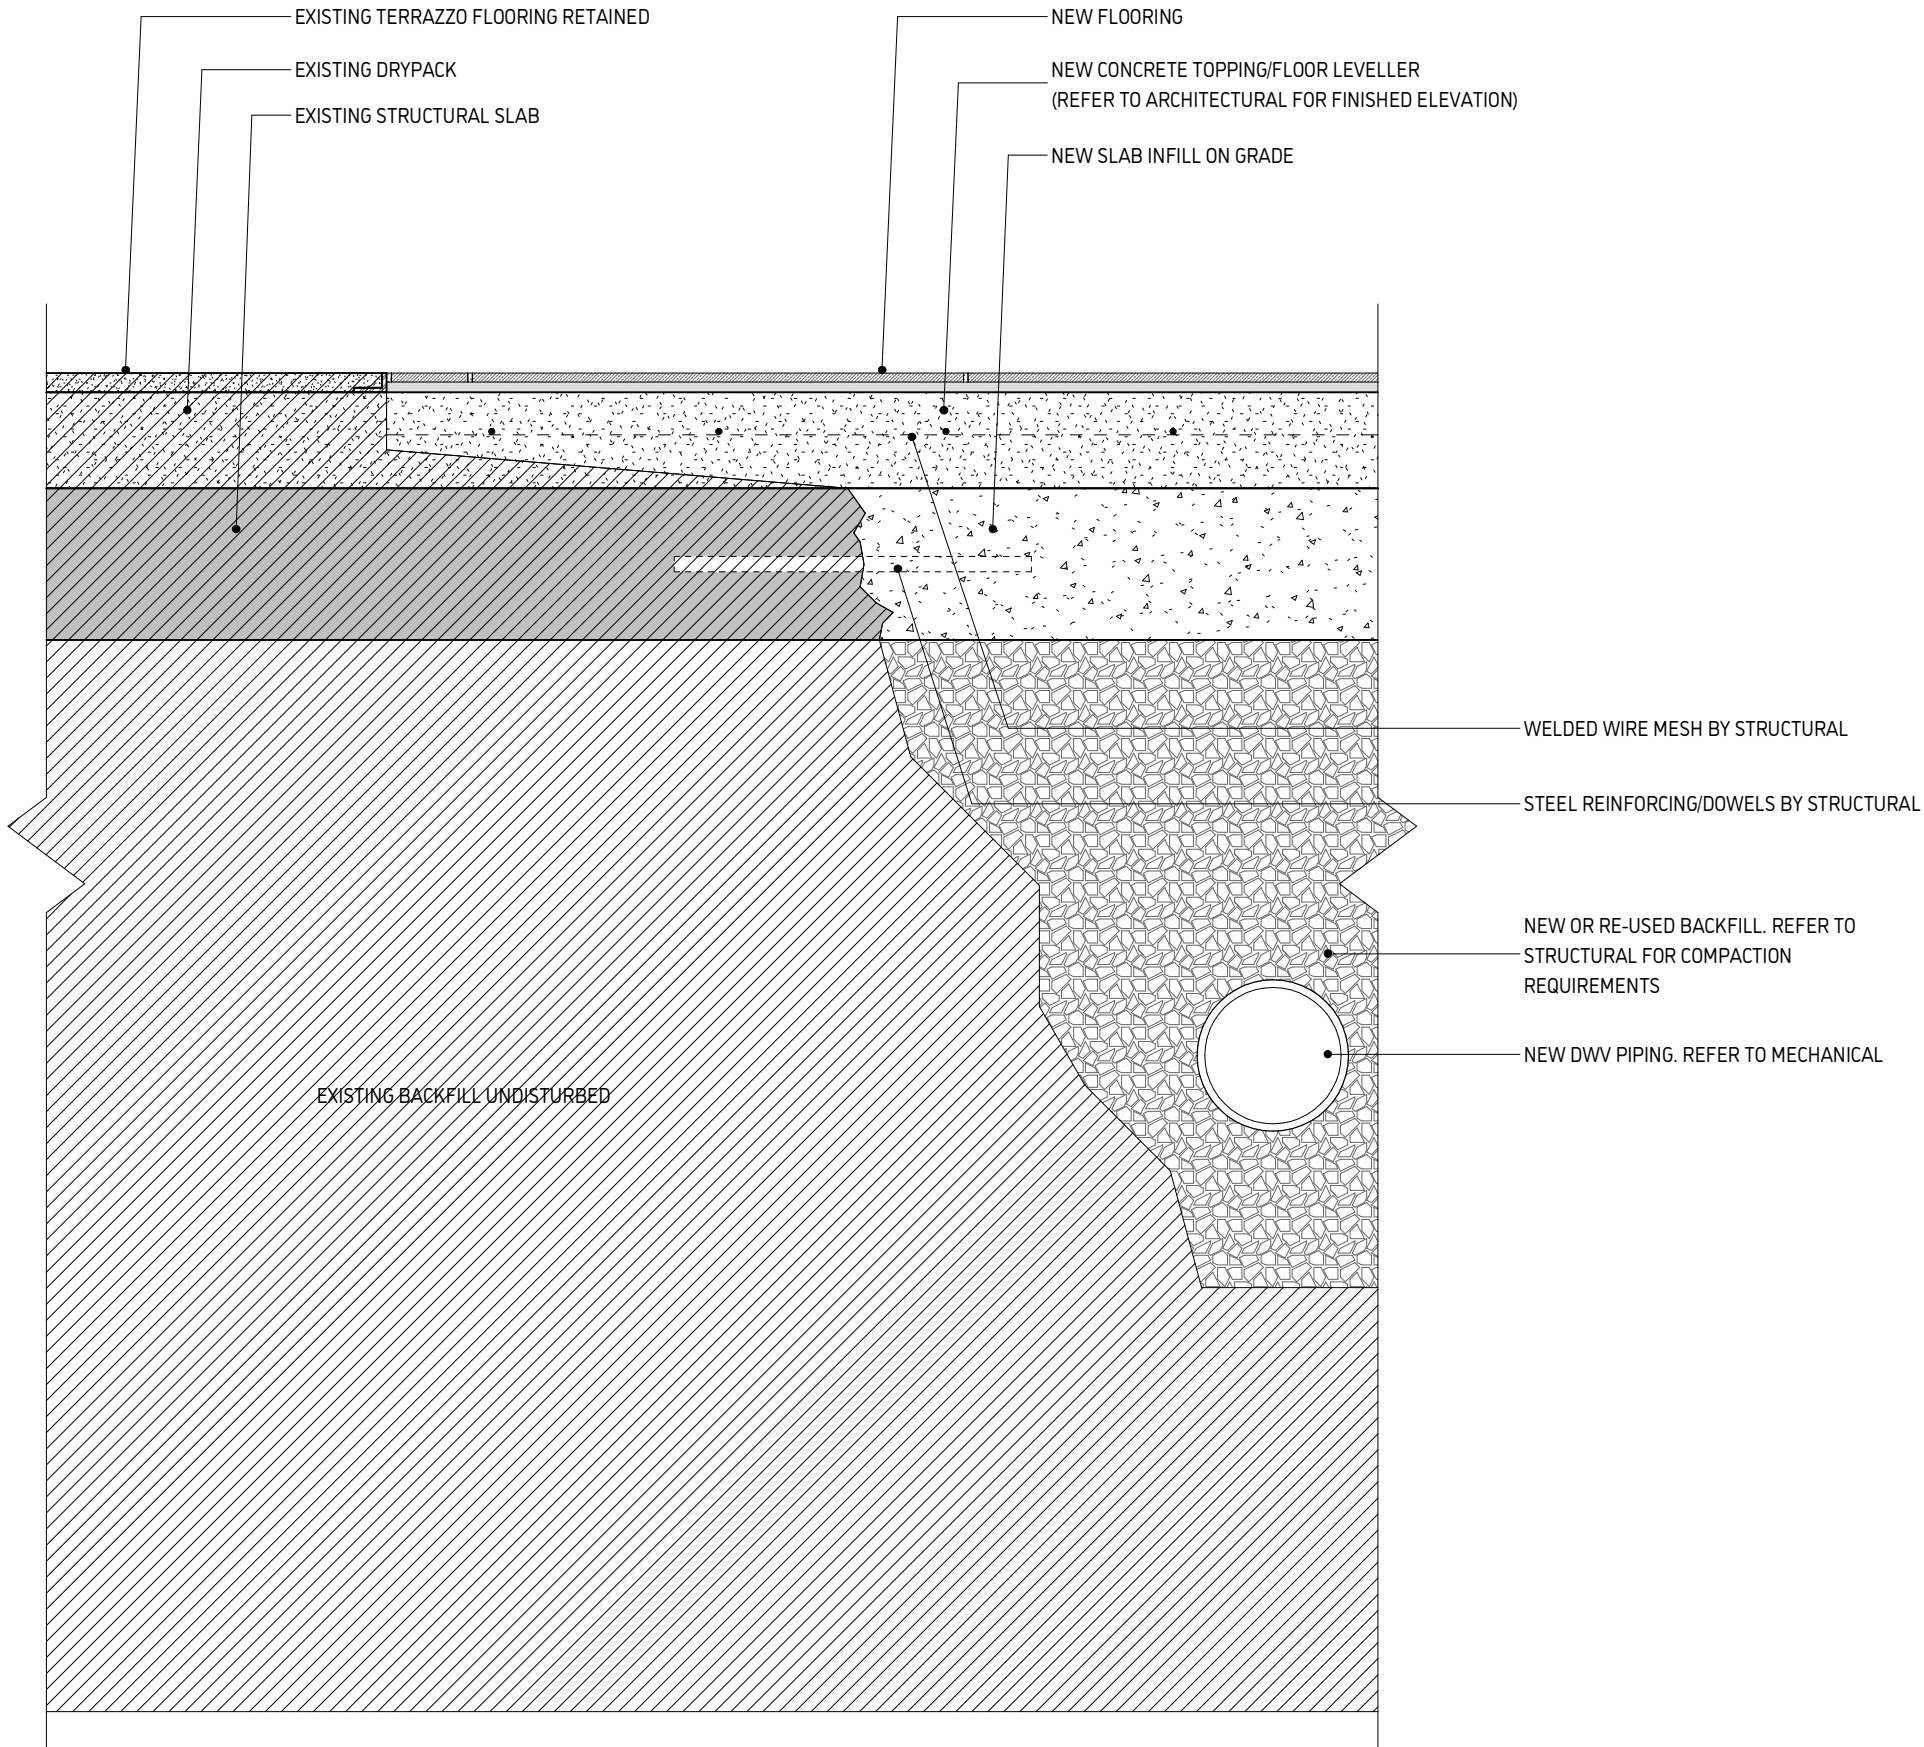 EXISTING TERRAZZO FLOORING RETAINED
EXISTING DRYPACK
EXISTING STRUCTURAL SLAB
NEW FLOORING
NEW CONCRETE TOPPING/FLOOR LEVELLER
(REFER TO ARCHITECTURAL FOR FINISHED ELEVATION)
NEW SLAB INFILL ON GRADE
WELDED WIRE MESH BY STRUCTURAL
STEEL REINFORCING/DOWELS BY STRUCTURAL
NEW OR RE-USED BACKFILL. REFER TO
STRUCTURAL FOR COMPACTION
REQUIREMENTS
NEW DWV PIPING. REFER TO MECHANICAL
EXISTING BACKFILL UNDISTURBED